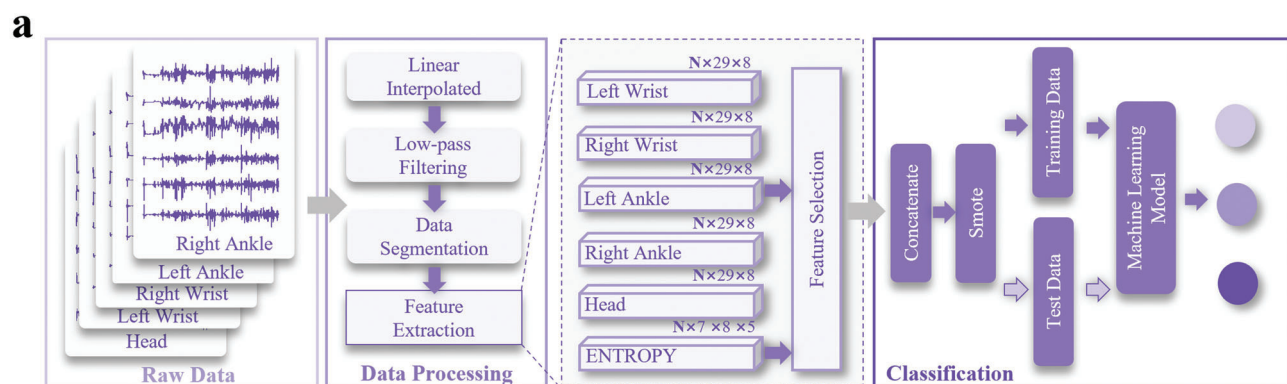 a
Right Ankle
Left Ankle
Right Wrist
Left Wrist
Head
Raw Data
Linear
Interpolated
Low-pass
Filtering
Data
Segmentation
Feature
Extraction
Data Processing
N×29×8
Left Wrist
N×29×8
Right Wrist
N×29×8
Left Ankle
N×29×8
Right Ankle
N×29×8
Head
N×7 ×8 ×5
ENTROPY
Feature Selection
Concatenate
Smote
Training Data
Test Data
Machine Learning
Model
Classification